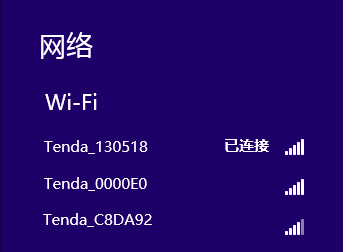 网络
Wi-Fi
Tenda_130518 已连接
Tenda_0000E0
Tenda_C8DA92